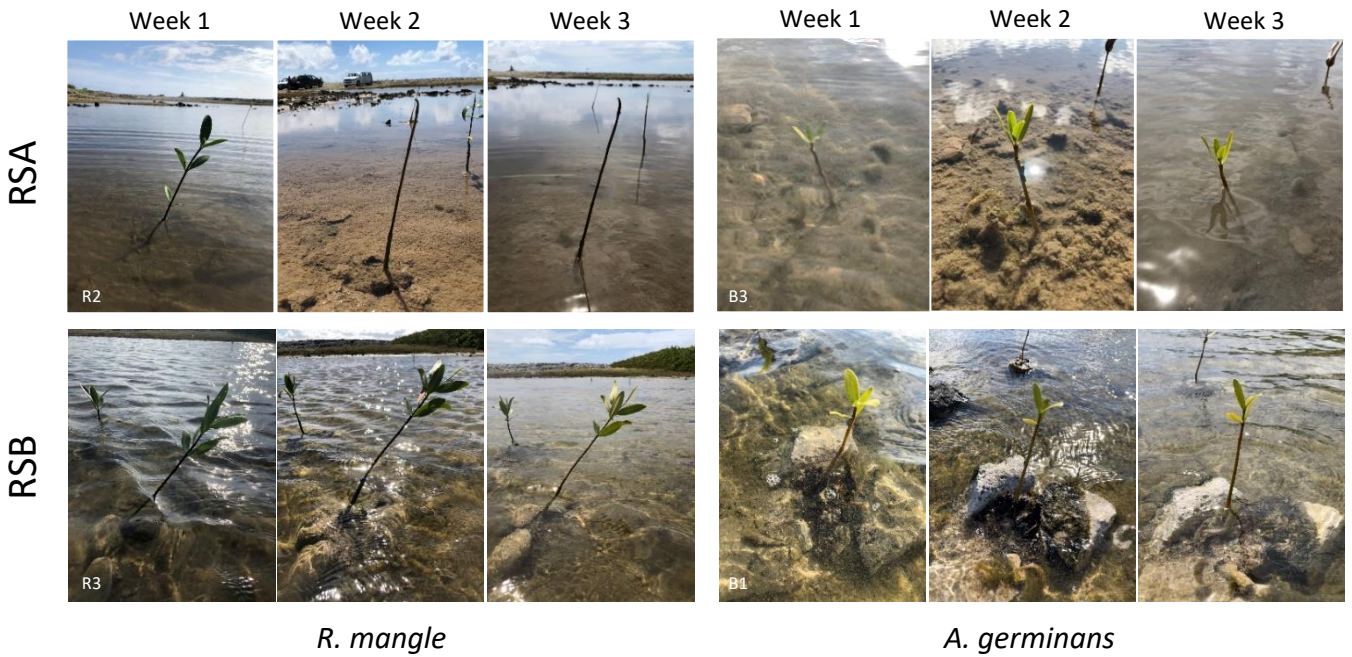 Week 1 Week 2 Week 3 Week 1 Week 2 Week 3
RSA
R2 B3
RSB
R3 B1
R. mangle A. germinans